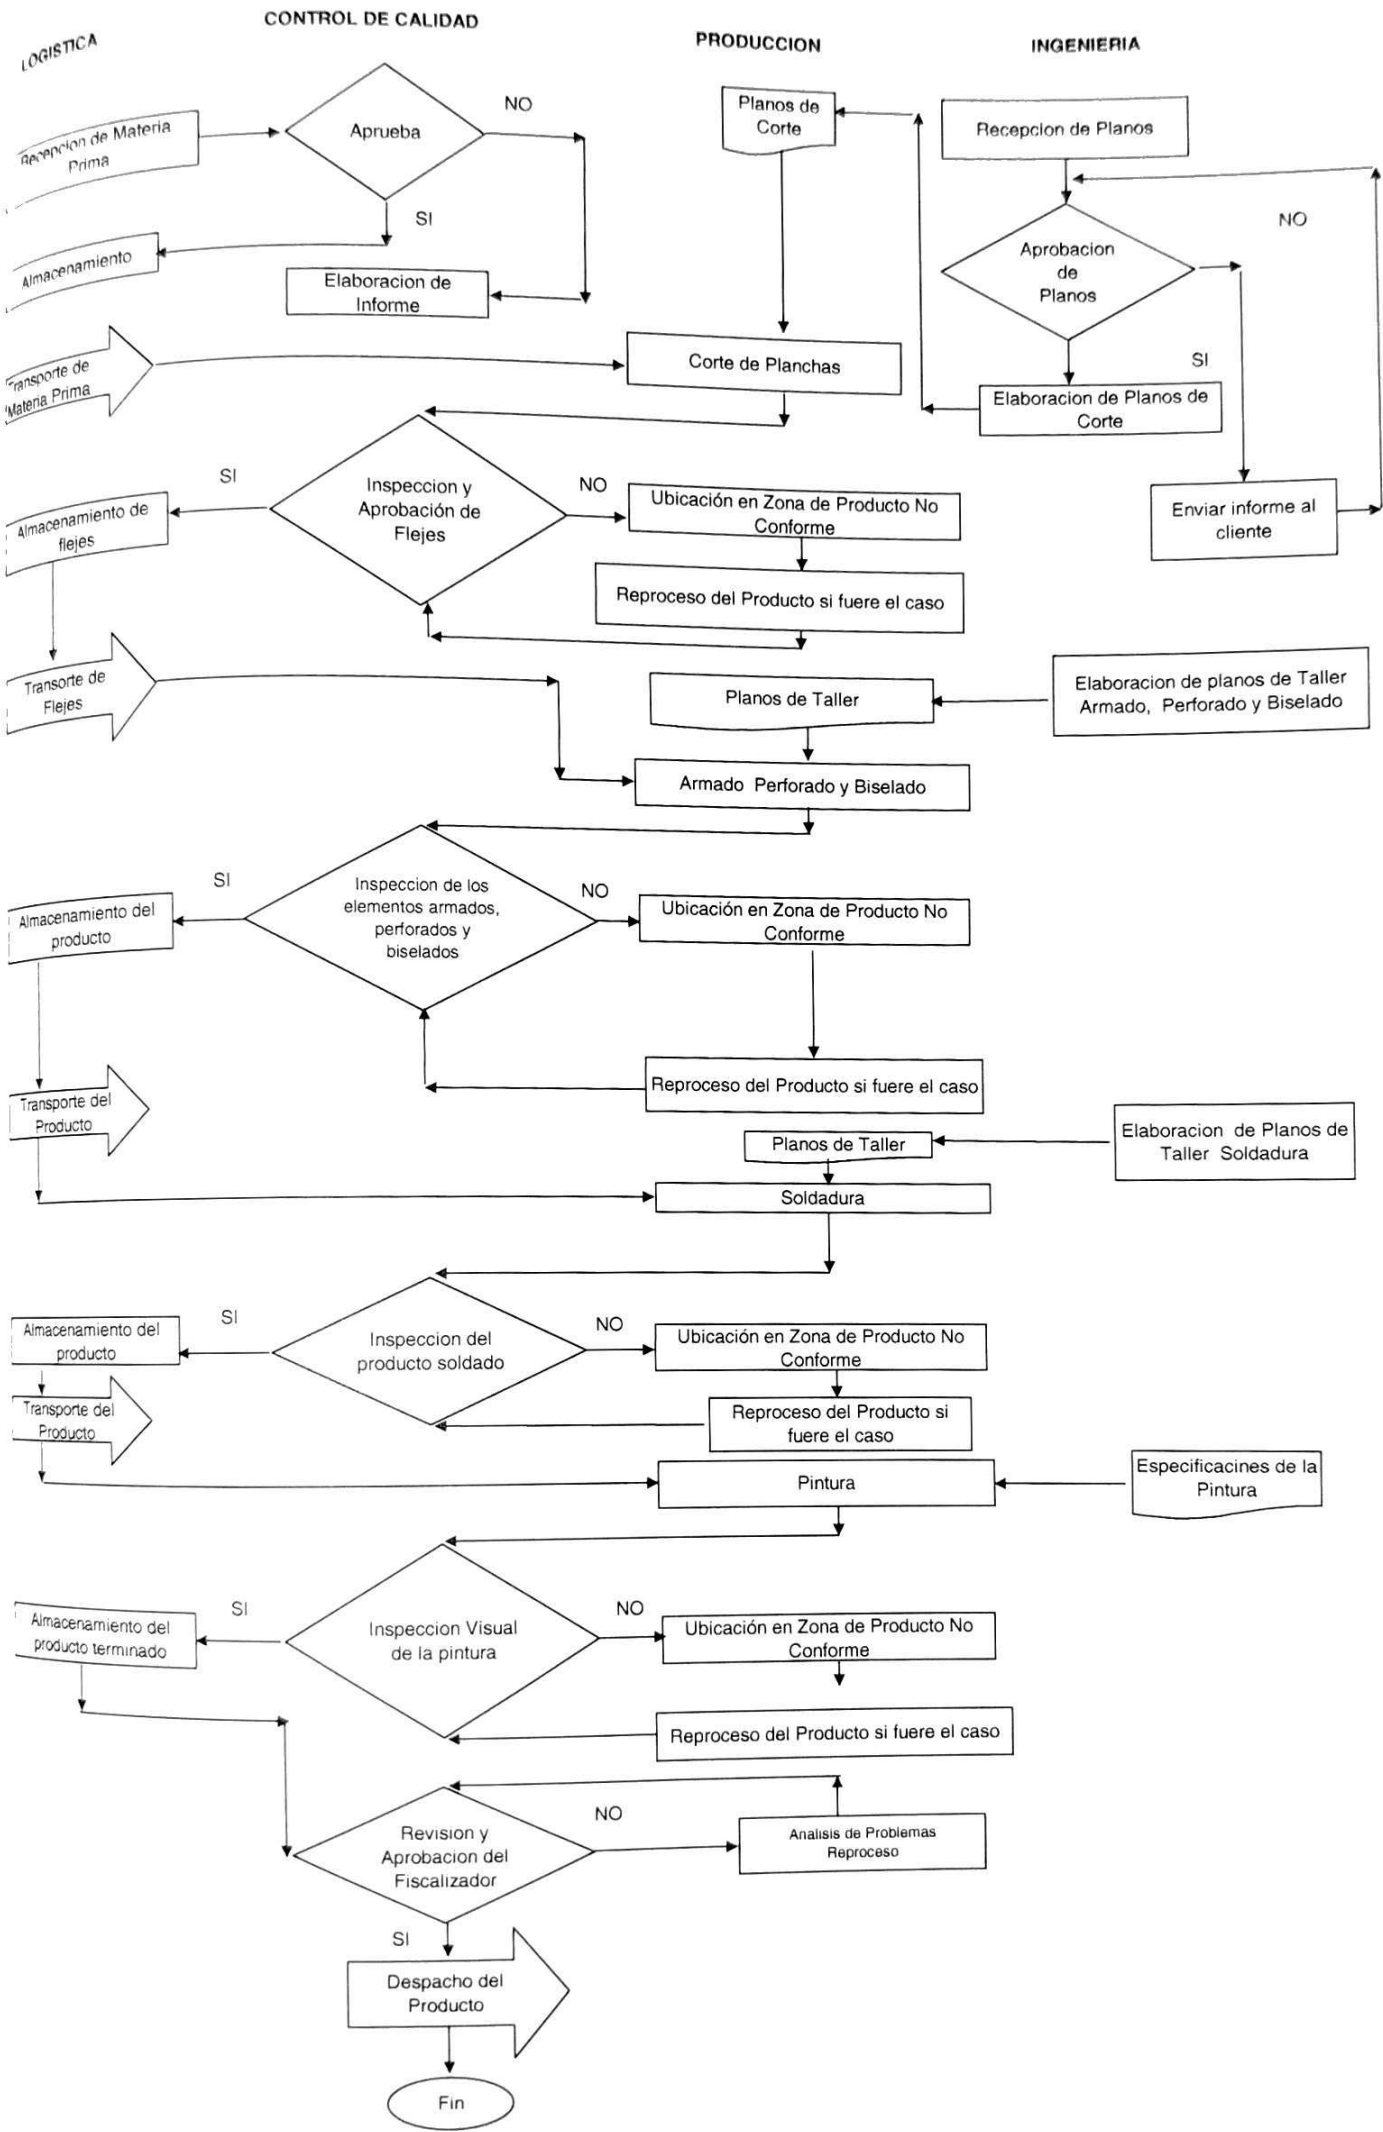 LOGISTICA
CONTROL DE CALIDAD
PRODUCCION
INGENIERIA
Recepcion de Materia
Prima
Aprueba
NO
SI
Planos de
Corte
Recepcion de Planos
Almacenamiento
Elaboracion de
Informe
Aprobacion
de
Planos
NO
SI
Transporte de
Materia Prima
Corte de Planchas
Elaboracion de Planos de
Corte
Enviar informe al
cliente
SI
Inspeccion y
Aprobación de
Flejes
NO
Almacenamiento de
flejes
Ubicación en Zona de Producto No
Conforme
Reproceso del Producto si fuere el caso
Transorte de
Flejes
Planos de Taller
Elaboracion de planos de Taller
Armado, Perforado y Biselado
Armado Perforado y Biselado
SI
Inspeccion de los
elementos armados,
perforados y
biselados
NO
Almacenamiento del
producto
Ubicación en Zona de Producto No
Conforme
Reproceso del Producto si fuere el caso
Transporte del
Producto
Planos de Taller
Elaboracion de Planos de
Taller Soldadura
Soldadura
SI
Inspeccion del
producto soldado
NO
Almacenamiento del
producto
Ubicación en Zona de Producto No
Conforme
Transporte del
Producto
Reproceso del Producto si
fuere el caso
Pintura
Especificacines de la
Pintura
SI
Inspeccion Visual
de la pintura
NO
Almacenamiento del
producto terminado
Ubicación en Zona de Producto No
Conforme
Reproceso del Producto si fuere el caso
Revision y
Aprobacion del
Fiscalizador
NO
Analisis de Problemas
Reproceso
SI
Despacho del
Producto
Fin